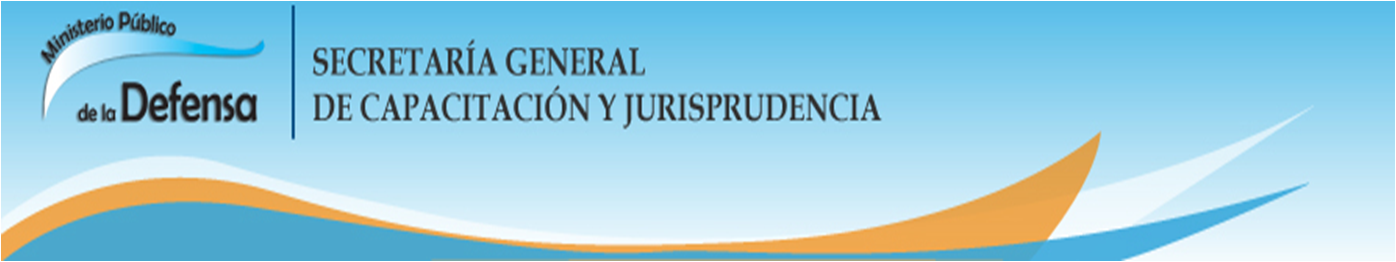 Ministerio Público
de la Defensa
SECRETARÍA GENERAL
DE CAPACITACIÓN Y JURISPRUDENCIA